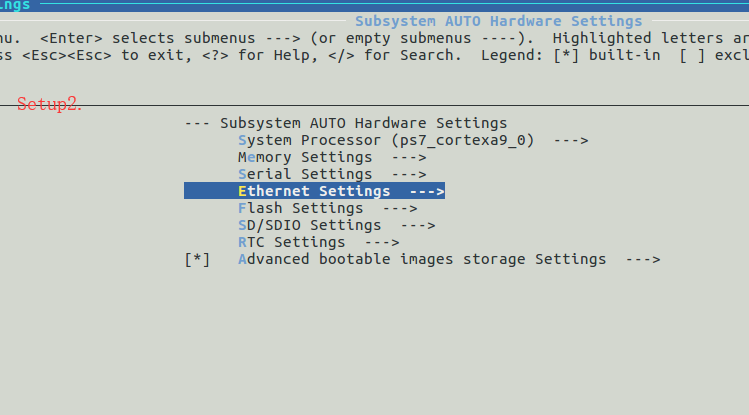 ings
Subsystem AUTO Hardware Settings
nu.  <Enter> selects submenus ---> (or empty submenus ----).  Highlighted letters ar
ss <Esc><Esc> to exit, <?> for Help, </> for Search.  Legend: [*] built-in  [ ] excl
Setup2.
--- Subsystem AUTO Hardware Settings
System Processor (ps7_cortexa9_0)  --->
Memory Settings  --->
Serial Settings  --->
Ethernet Settings  --->
Flash Settings  --->
SD/SDIO Settings  --->
RTC Settings  --->
[*]   Advanced bootable images storage Settings  --->